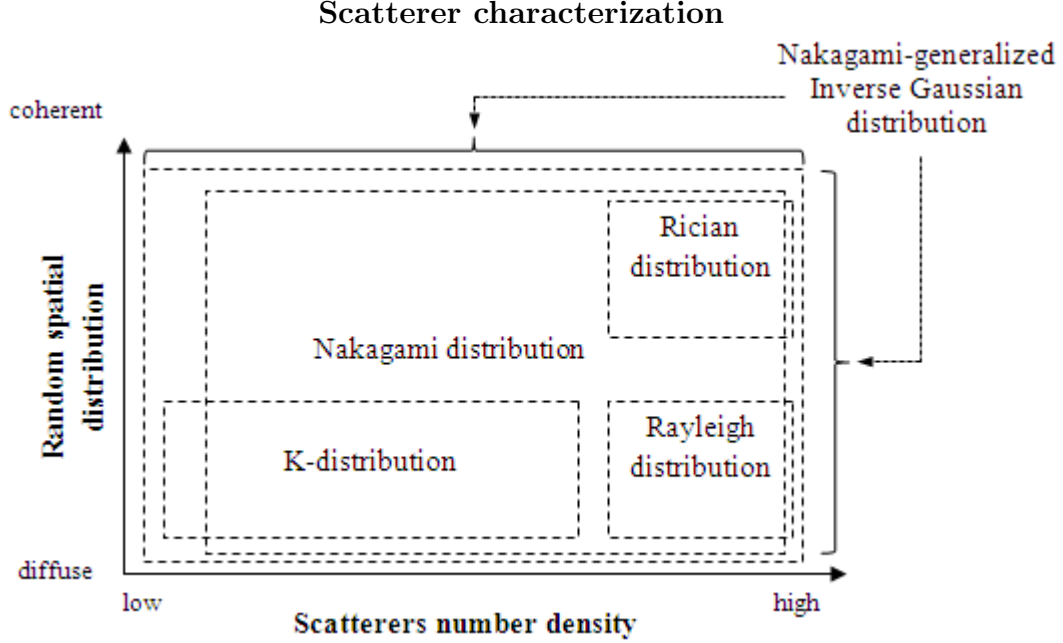 Scatterer characterization
Nakagami-generalized
Inverse Gaussian
distribution
coherent
Rician
distribution
Random spatial
distribution
Nakagami distribution
K-distribution
Rayleigh
distribution
diffuse
low
high
Scatterers number density